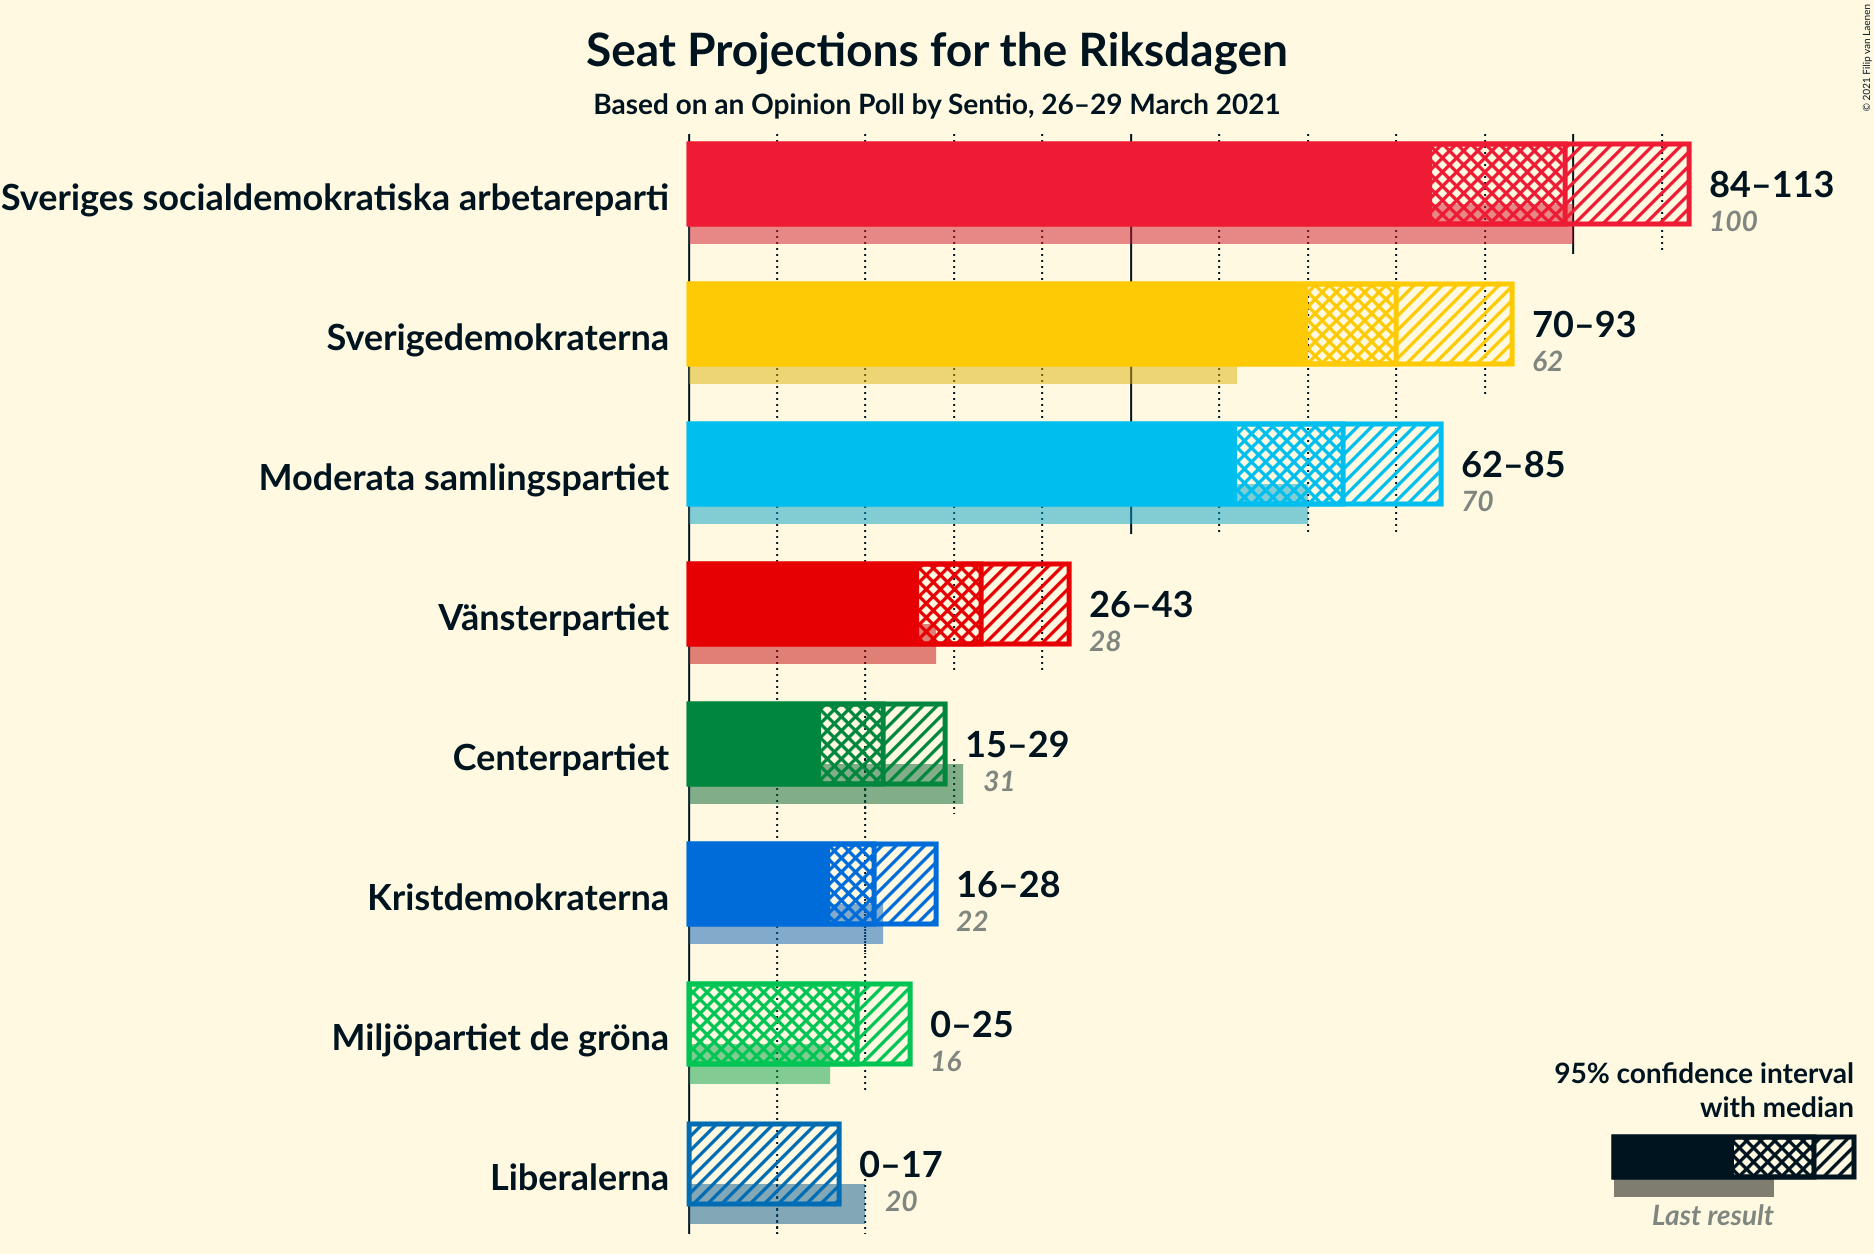 Seat Projections for the Riksdagen
Based on an Opinion Poll by Sentio, 26–29 March 2021
© 2021 Filip van Laenen
Sveriges socialdemokratiska arbetareparti
84–113
100
Sverigedemokraterna
70–93
62
Moderata samlingspartiet
62–85
70
Vänsterpartiet
26–43
28
Centerpartiet
15–29
31
Kristdemokraterna
16–28
22
Miljöpartiet de gröna
0–25
16
Liberalerna
0–17
20
95% confidence interval
with median
Last result